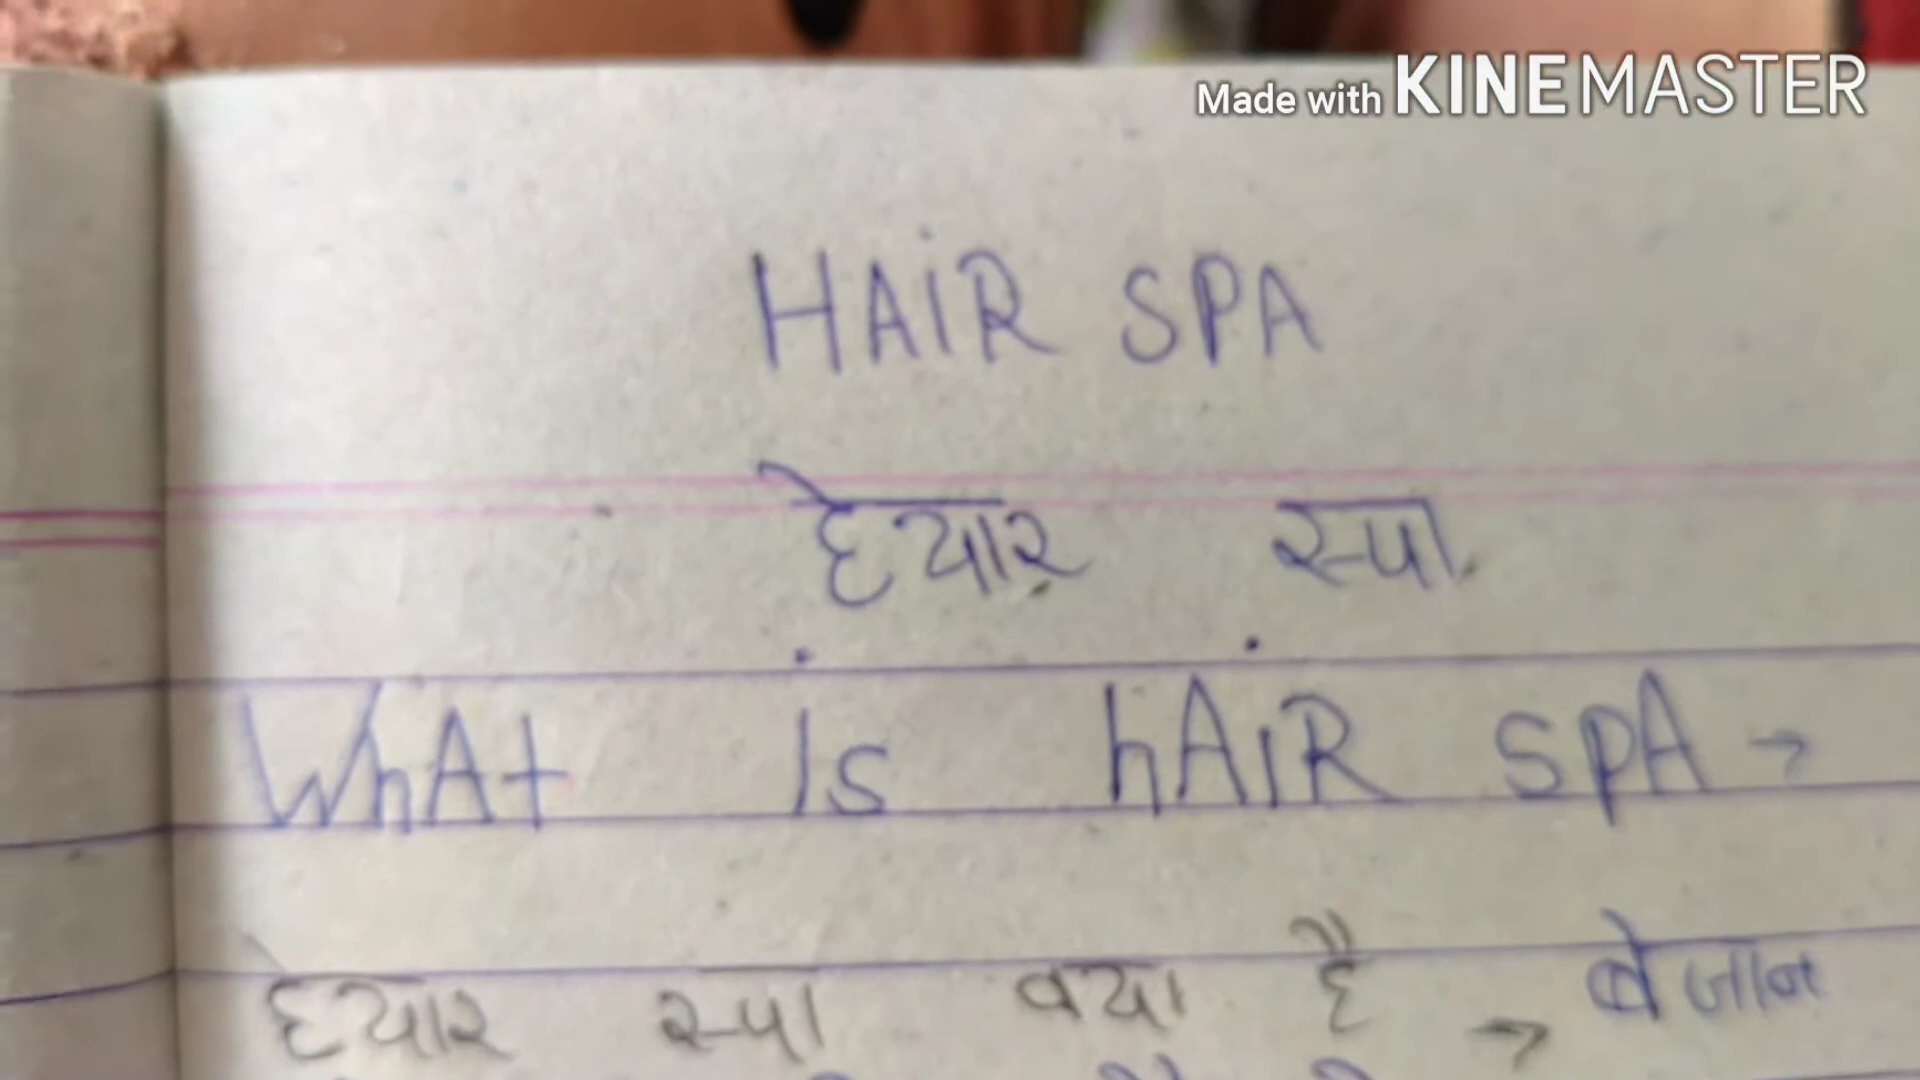 Made with KINEMASTER
HAiR SPA
हेयार स्पा.
WhAt is hAiR SpA →
हेयार स्पा क्या है → बेजान